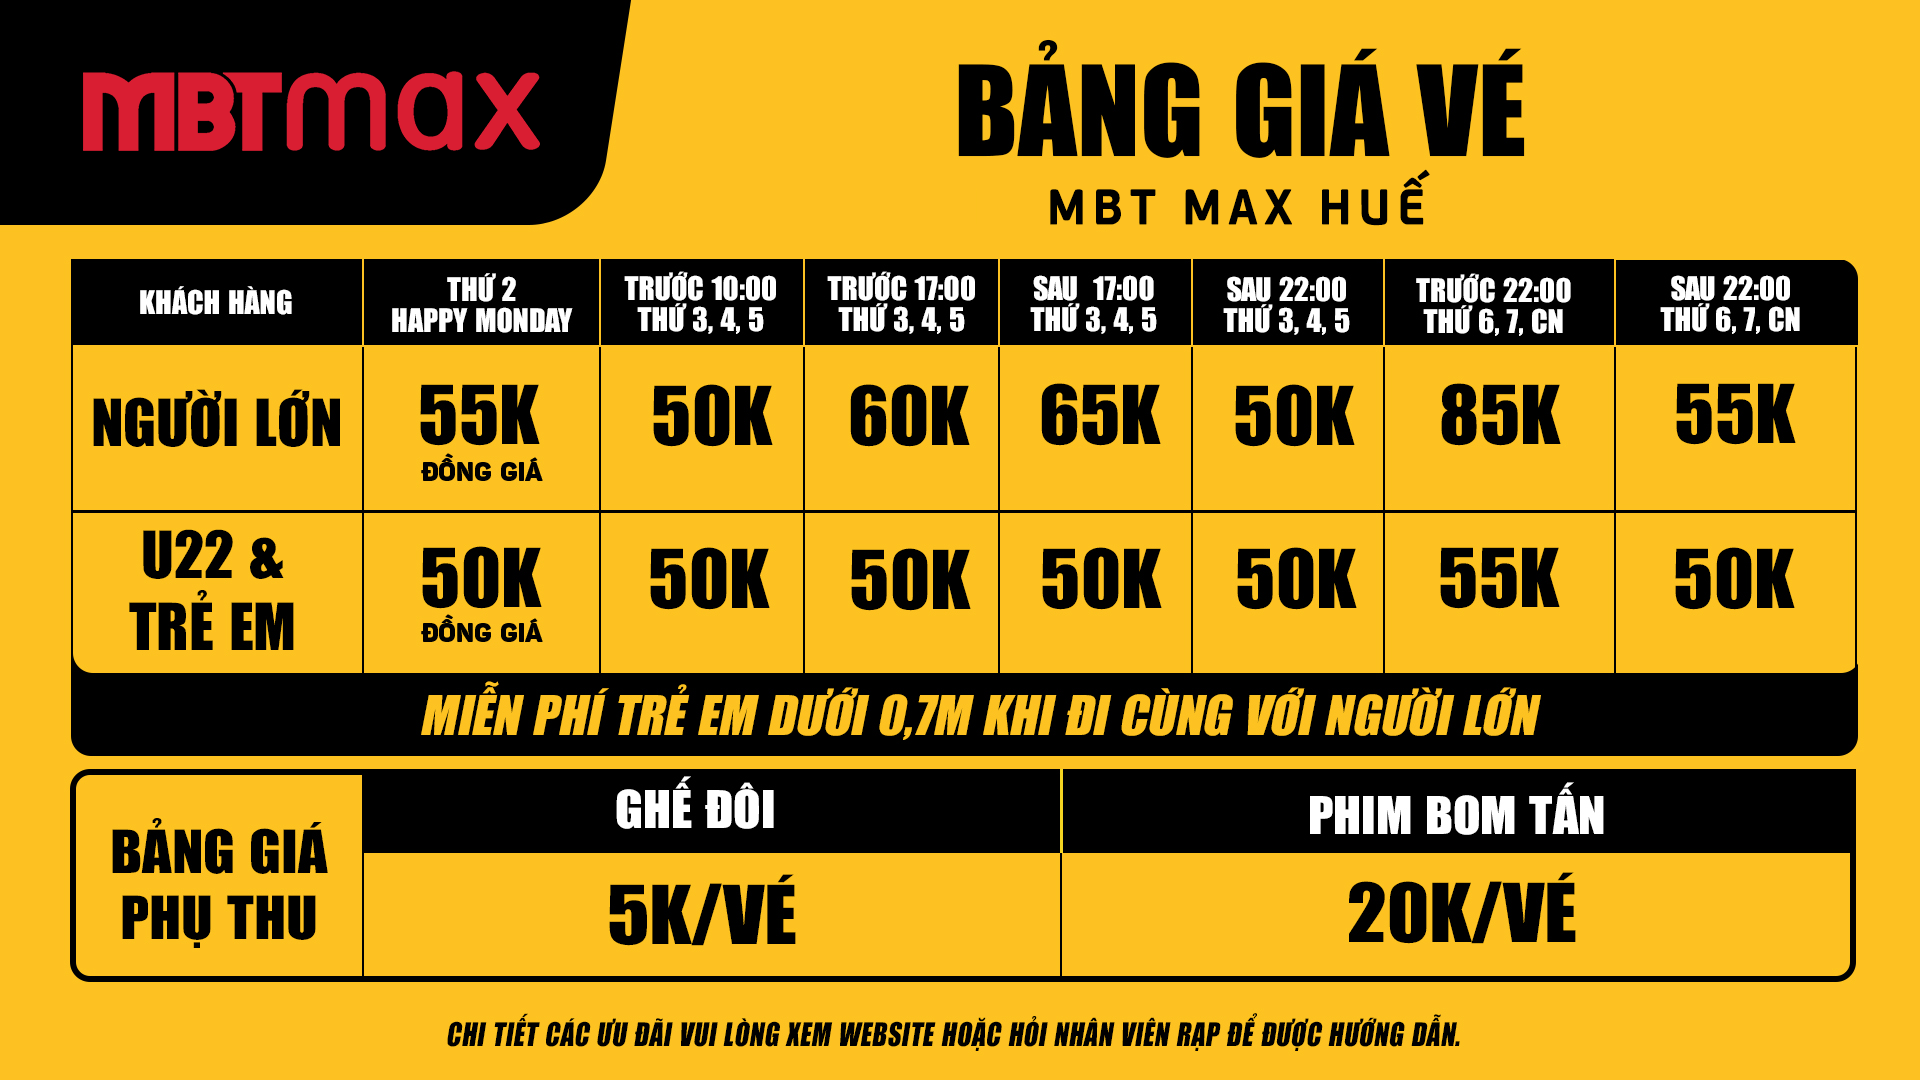 MBTmax
BẢNG GIÁ VÉ
MBT MAX HUẾ
KHÁCH HÀNG
THỨ 2
HAPPY MONDAY
TRƯỚC 10:00
THỨ 3, 4, 5
TRƯỚC 17:00
THỨ 3, 4, 5
SAU 17:00
THỨ 3, 4, 5
SAU 22:00
THỨ 3, 4, 5
TRƯỚC 22:00
THỨ 6, 7, CN
SAU 22:00
THỨ 6, 7, CN
NGƯỜI LỚN
55K
ĐỒNG GIÁ
50K
60K
65K
50K
85K
55K
U22 &
TRẺ EM
50K
ĐỒNG GIÁ
50K
50K
50K
50K
55K
50K
MIỄN PHÍ TRẺ EM DƯỚI 0,7M KHI ĐI CÙNG VỚI NGƯỜI LỚN
BẢNG GIÁ
PHỤ THU
GHẾ ĐÔI
PHIM BOM TẤN
5K/VÉ
20K/VÉ
CHI TIẾT CÁC ƯU ĐÃI VUI LÒNG XEM WEBSITE HOẶC HỎI NHÂN VIÊN RẠP ĐỂ ĐƯỢC HƯỚNG DẪN.